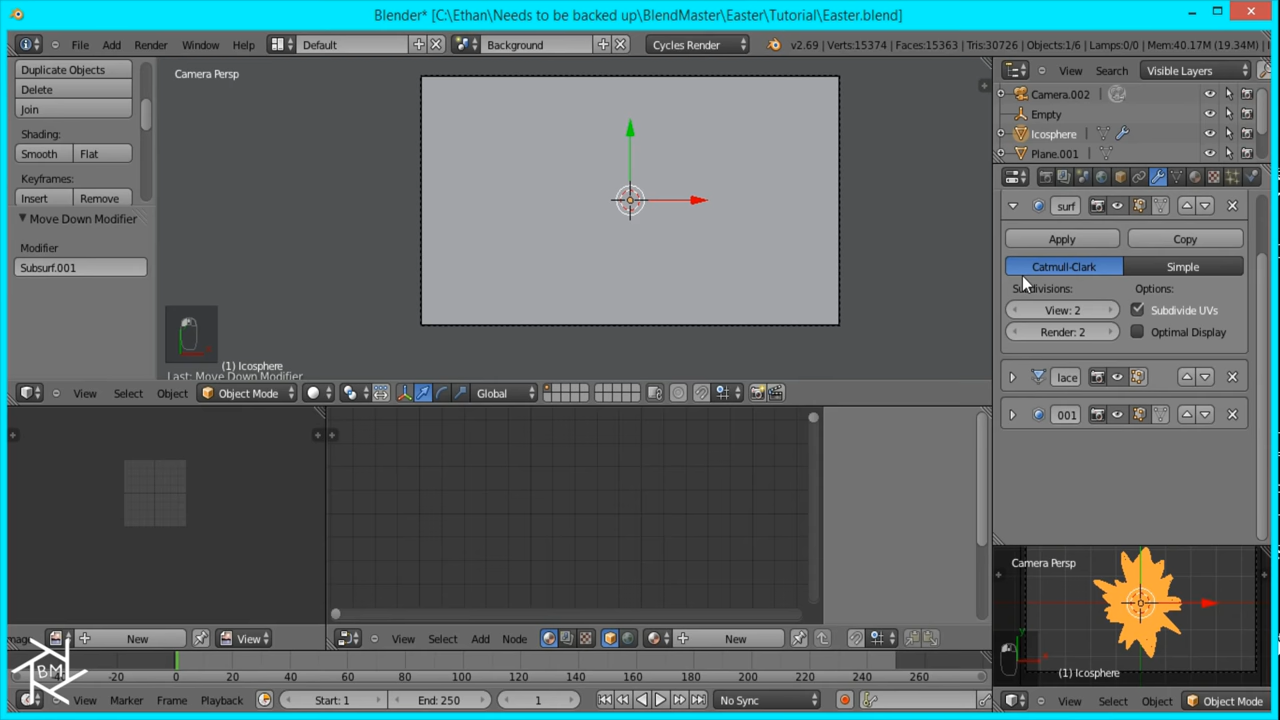 Blender* [C:\Ethan\Needs to be backed up\BlendMaster\Easter\Tutorial\Easter.blend]
File Add Render Window Help Default Background Cycles Render v2.69 | Verts:15374 | Faces:15363 | Tris:30726 | Objects:1/6 | Lamps:0/0 | Mem:40.17M (19.34M) |
Duplicate Objects
Delete
Join
Shading:
Smooth Flat
Keyframes:
Insert Remove
Move Down Modifier
Modifier
Subsurf.001
Camera Persp
(1) Icosphere
Last: Move Down Modifier
View Select Object Object Mode Global
View Search Visible Layers
Camera.002
Empty
Icosphere
Plane.001
surf
Apply Copy
Catmull-Clark Simple
Subdivisions: Options:
View: 2 Subdivide UVs
Render: 2 Optimal Display
lace
001
Camera Persp
(1) Icosphere
View Select Object Object Mode
New View
View Select Add Node New
-20 0 20 40 60 80 100 120 140 160 180 200 220 240 260
BM
View Marker Frame Playback Start: 1 End: 250 1 No Sync